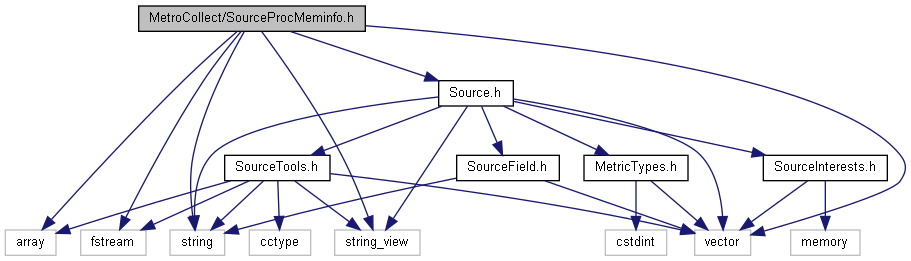 MetroCollect/SourceProcMeminfo.h
Source.h
SourceTools.h
SourceField.h
MetricTypes.h
SourceInterests.h
array
fstream
string
cctype
string_view
cstdint
vector
memory